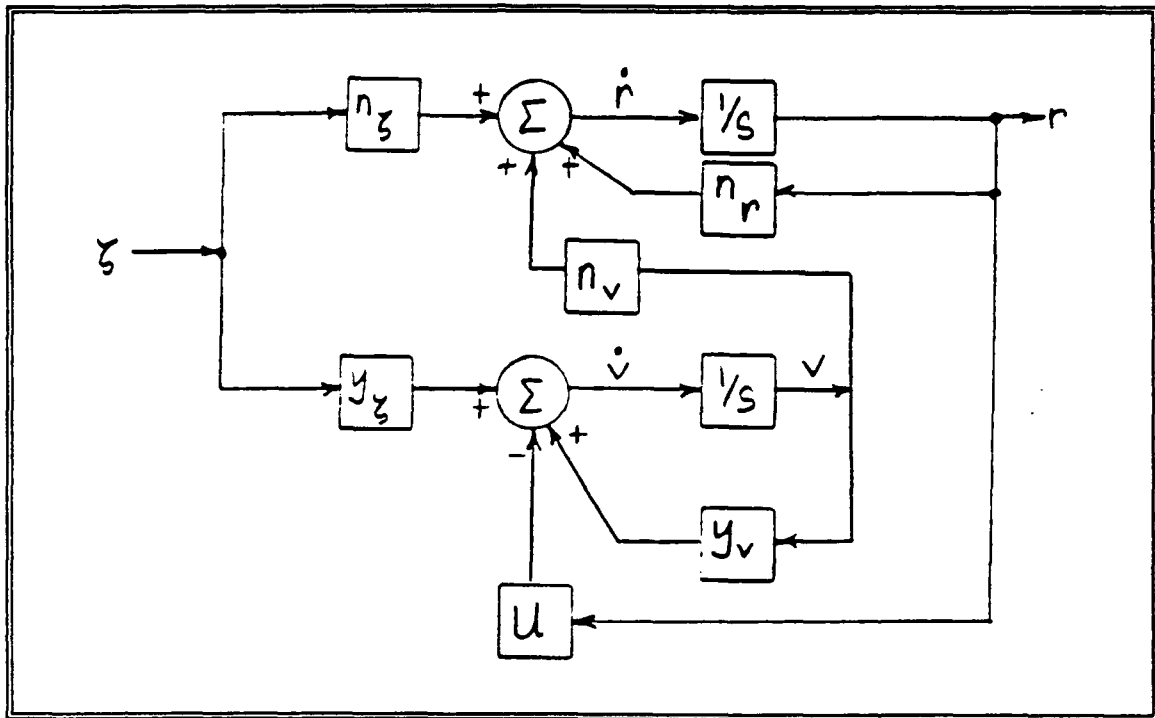 ṙ
n_ζ
+
Σ
1/s
r
+
+
n_r
ζ
n_v
v̇
v
y_ζ
+
Σ
1/s
+
-
y_v
U